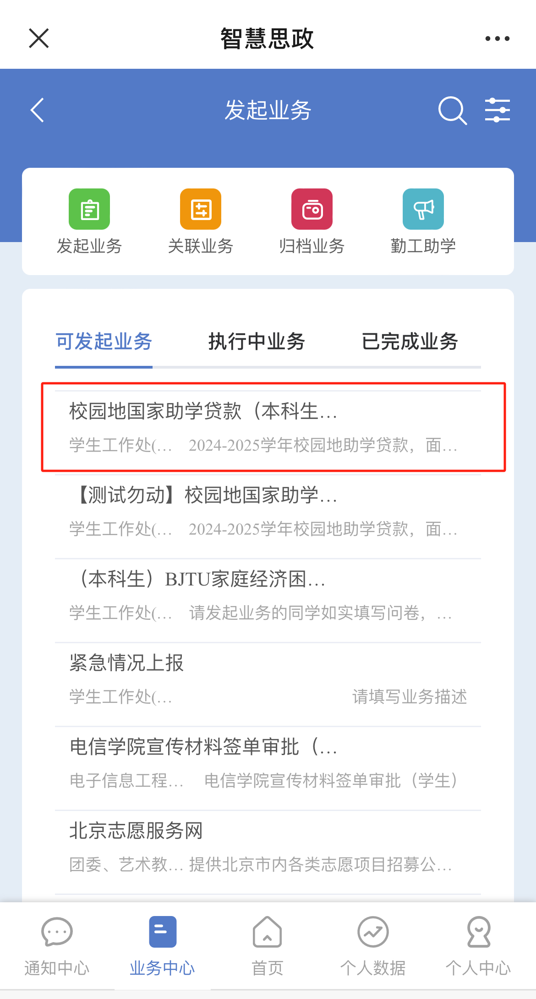 智慧思政
发起业务
发起业务 关联业务 归档业务 勤工助学
可发起业务 执行中业务 已完成业务
校园地国家助学贷款（本科生...
学生工作处(... 2024-2025学年校园地助学贷款，面...
【测试勿动】校园地国家助学...
学生工作处(... 2024-2025学年校园地助学贷款，面...
（本科生）BJTU家庭经济困...
学生工作处(... 请发起业务的同学如实填写问卷，...
紧急情况上报
学生工作处(... 请填写业务描述
电信学院宣传材料签单审批（...
电子信息工程... 电信学院宣传材料签单审批（学生）
北京志愿服务网
团委、艺术教... 提供北京市内各类志愿项目招募公...
通知中心 业务中心 首页 个人数据 个人中心